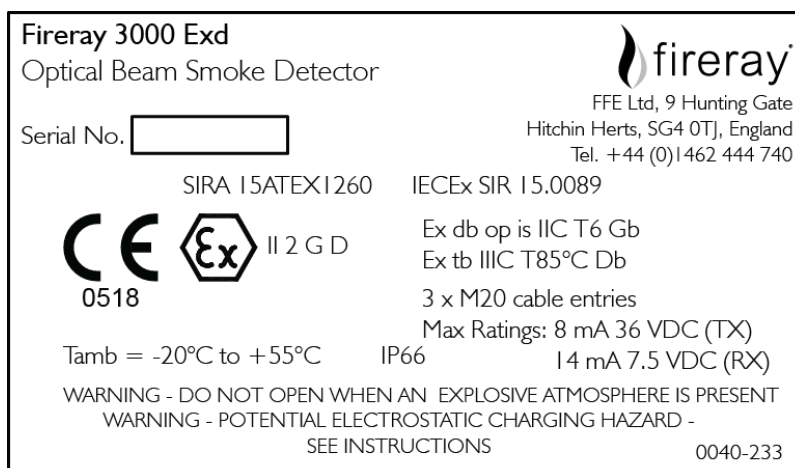 Fireray 3000 Exd
Optical Beam Smoke Detector
fireray
FFE Ltd, 9 Hunting Gate
Hitchin Herts, SG4 0TJ, England
Tel. +44 (0)1462 444 740
Serial No.
SIRA 15ATEX1260 IECEx SIR 15.0089
CE Ex II 2 G D
0518
Ex db op is IIC T6 Gb
Ex tb IIIC T85°C Db
3 x M20 cable entries
Max Ratings: 8 mA 36 VDC (TX)
14 mA 7.5 VDC (RX)
Tamb = -20°C to +55°C IP66
WARNING - DO NOT OPEN WHEN AN EXPLOSIVE ATMOSPHERE IS PRESENT
WARNING - POTENTIAL ELECTROSTATIC CHARGING HAZARD -
SEE INSTRUCTIONS
0040-233